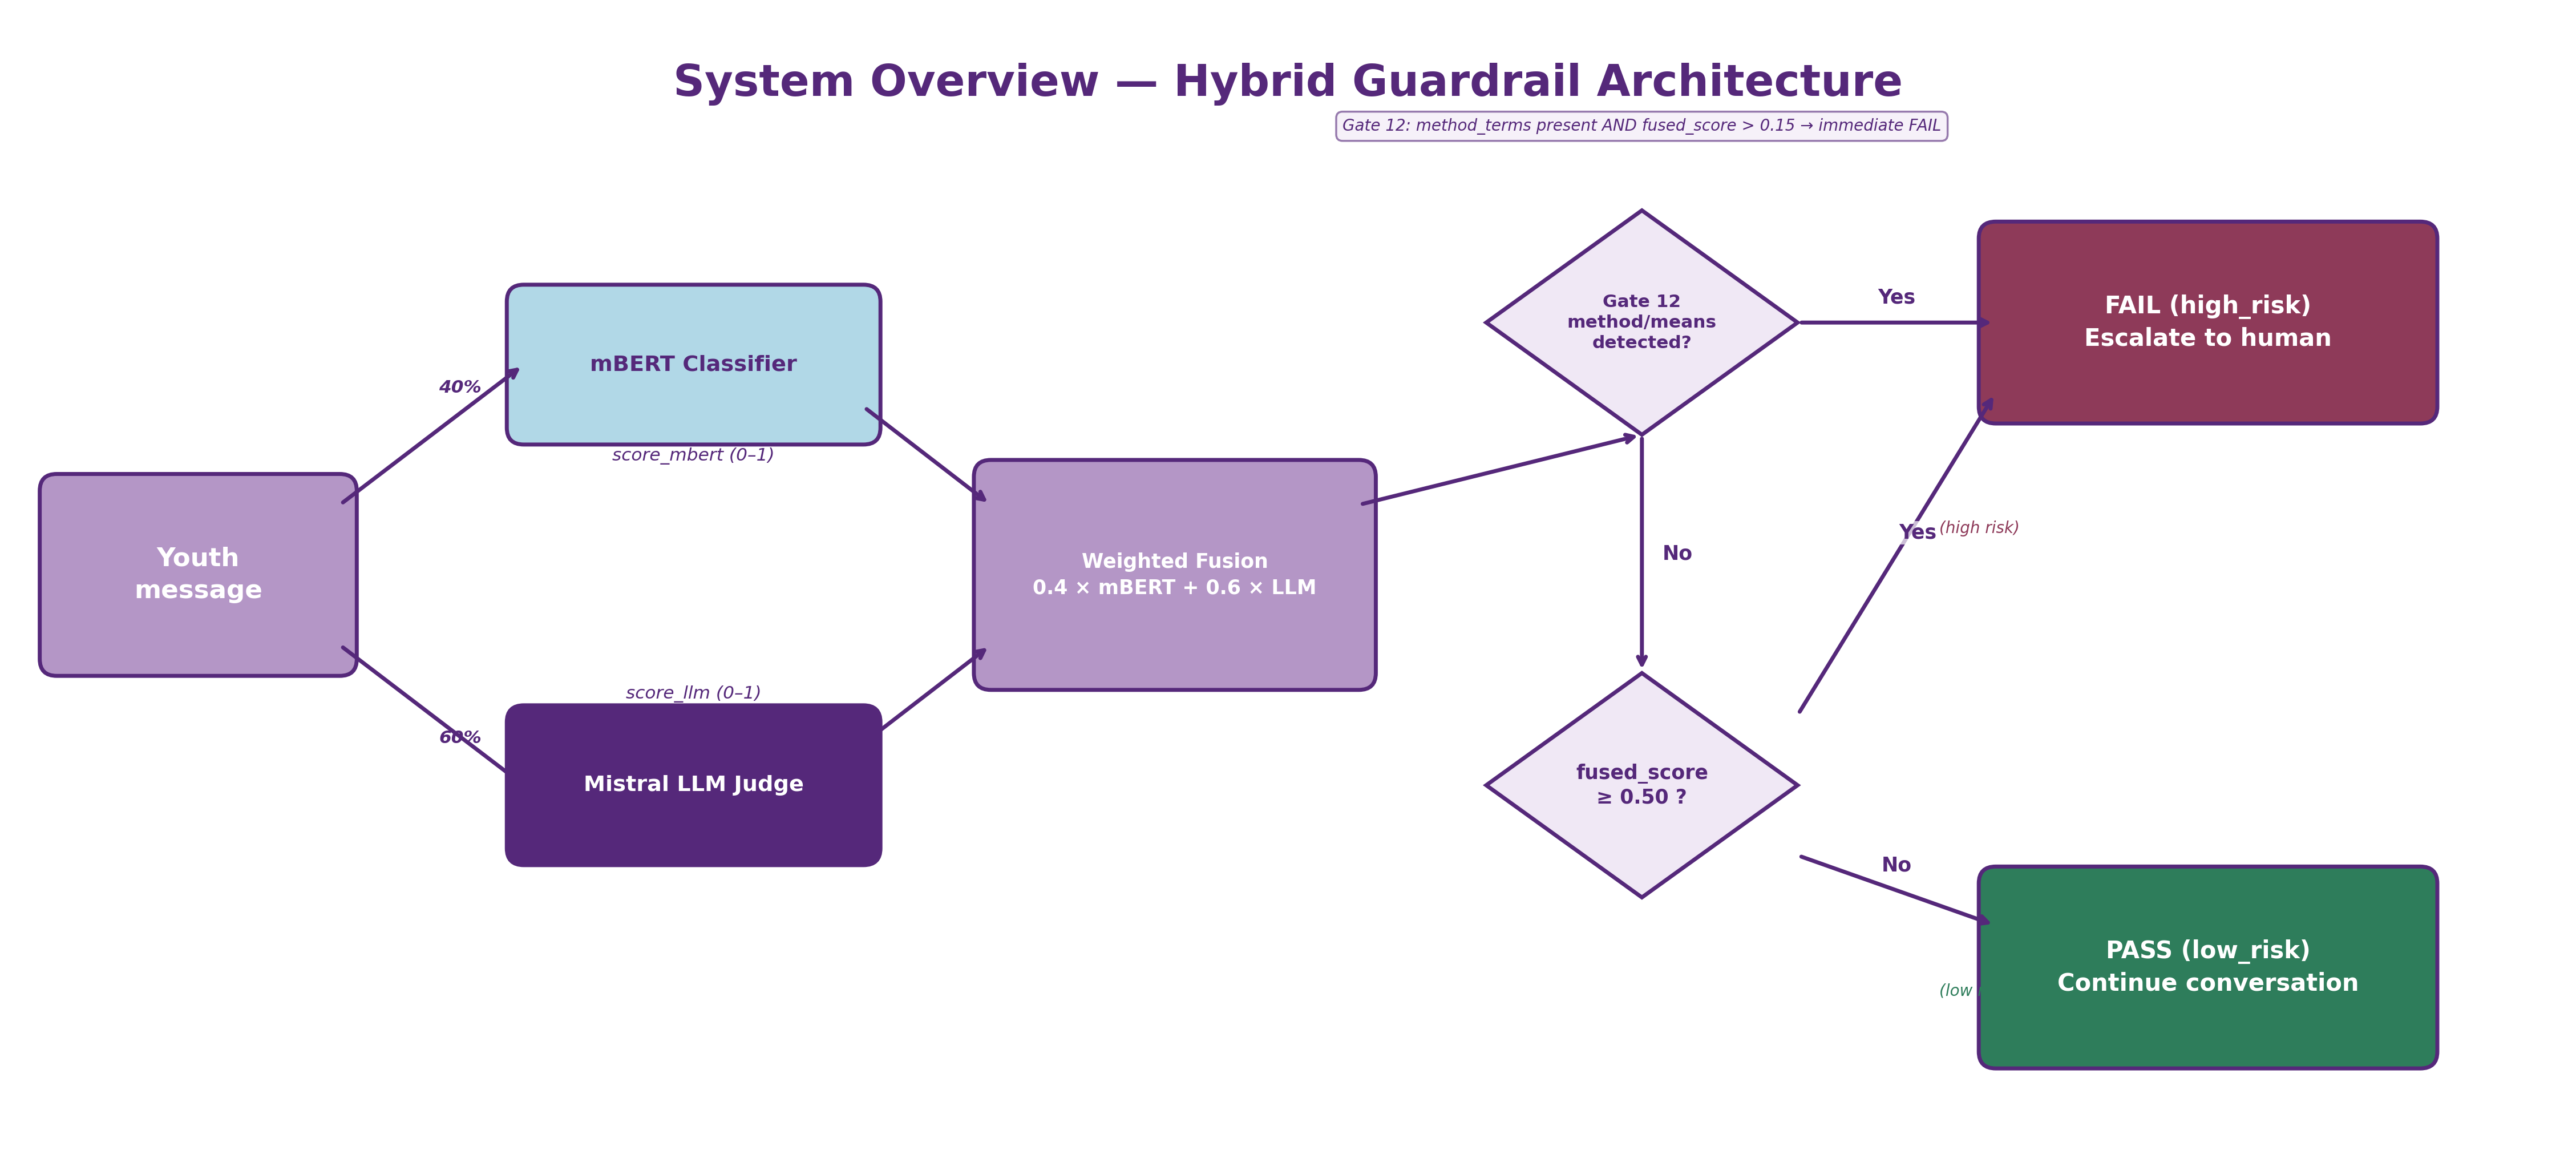 System Overview — Hybrid Guardrail Architecture
Gate 12: method_terms present AND fused_score > 0.15 → immediate FAIL
Youth
message
40%
60%
mBERT Classifier
score_mbert (0–1)
score_llm (0–1)
Mistral LLM Judge
Weighted Fusion
0.4 × mBERT + 0.6 × LLM
Gate 12
method/means
detected?
Yes
FAIL (high_risk)
Escalate to human
No
Yes (high risk)
fused_score
≥ 0.50 ?
No
PASS (low_risk)
Continue conversation
(low